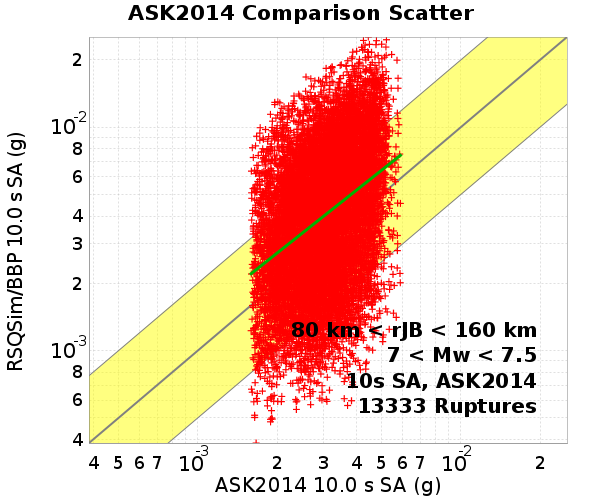 ASK2014 Comparison Scatter
RSQSim/BBP 10.0 s SA (g)
2
10-2
8
6
4
3
2
10-3
8
6
4
80 km < rJB < 160 km
7 < Mw < 7.5
10s SA, ASK2014
13333 Ruptures
4 5 6 7 10-3 2 3 4 5 6 7 10-2 2
ASK2014 10.0 s SA (g)